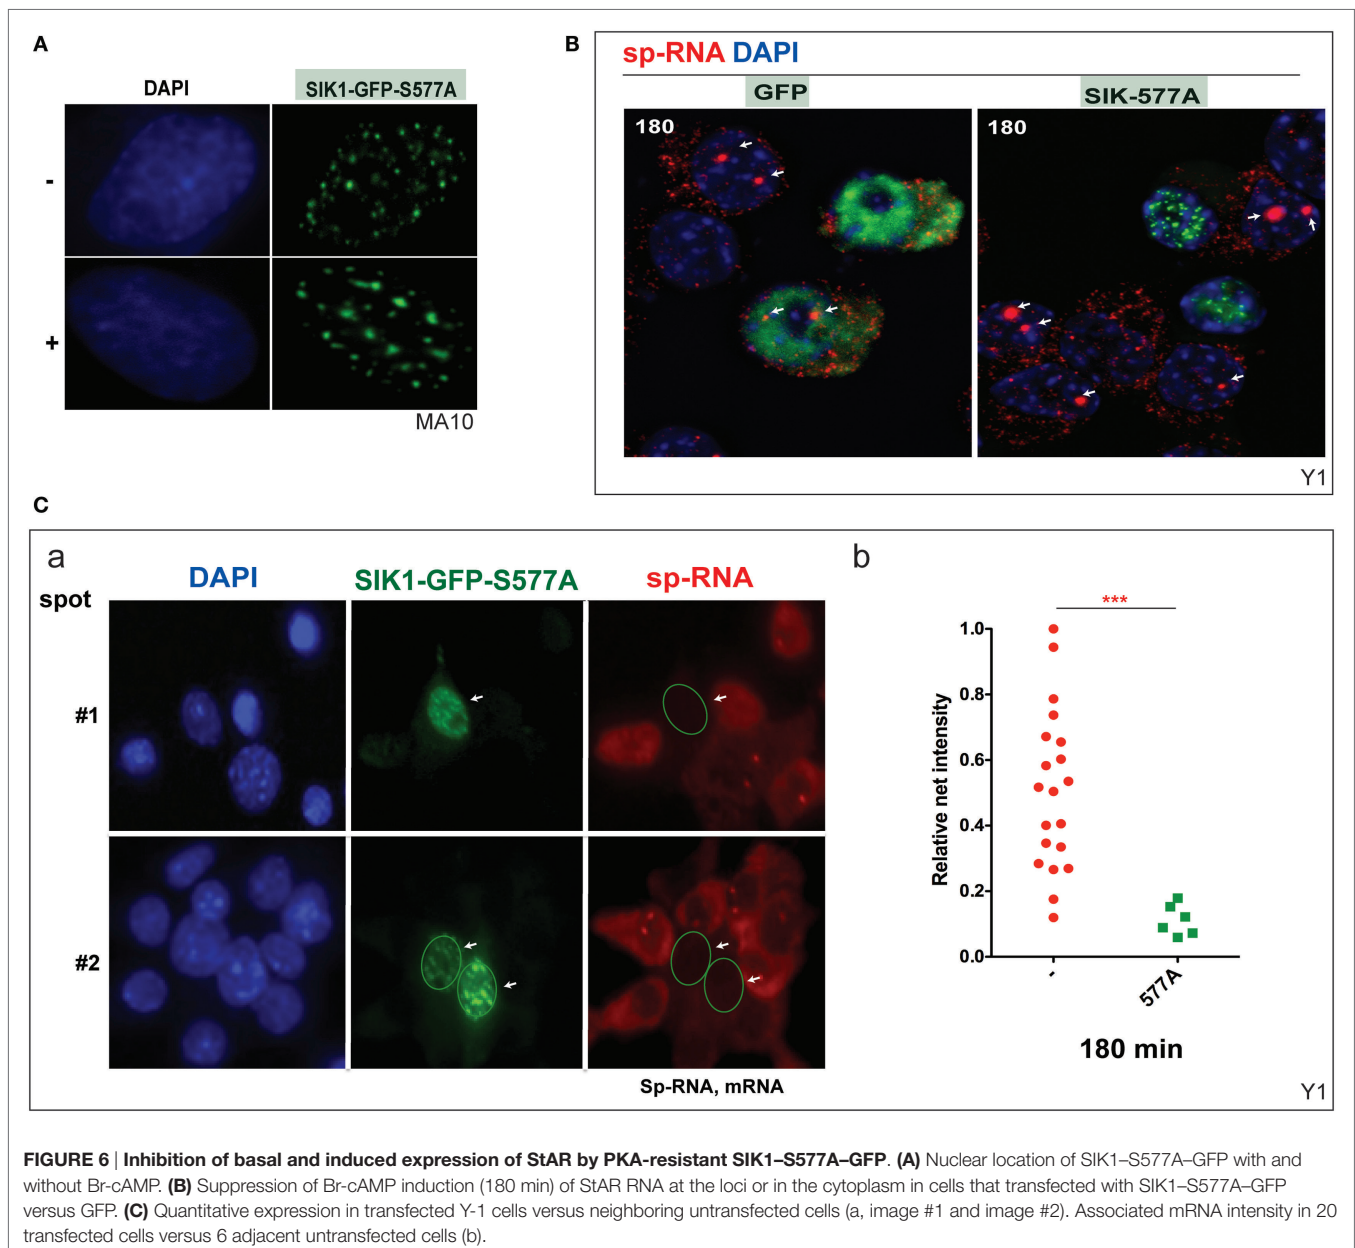 A
DAPI
SIK1-GFP-S577A
-
+
MA10
B
sp-RNA DAPI
GFP
SIK-577A
180
180
Y1
C
a
DAPI
SIK1-GFP-S577A
sp-RNA
spot
#1
#2
Sp-RNA, mRNA
b
***
Relative net intensity
1.0
0.8
0.6
0.4
0.2
0.0
-
577A
180 min
Y1
FIGURE 6 | Inhibition of basal and induced expression of StAR by PKA-resistant SIK1–S577A–GFP. (A) Nuclear location of SIK1–S577A–GFP with and
without Br-cAMP. (B) Suppression of Br-cAMP induction (180 min) of StAR RNA at the loci or in the cytoplasm in cells that transfected with SIK1–S577A–GFP
versus GFP. (C) Quantitative expression in transfected Y-1 cells versus neighboring untransfected cells (a, image #1 and image #2). Associated mRNA intensity in 20
transfected cells versus 6 adjacent untransfected cells (b).